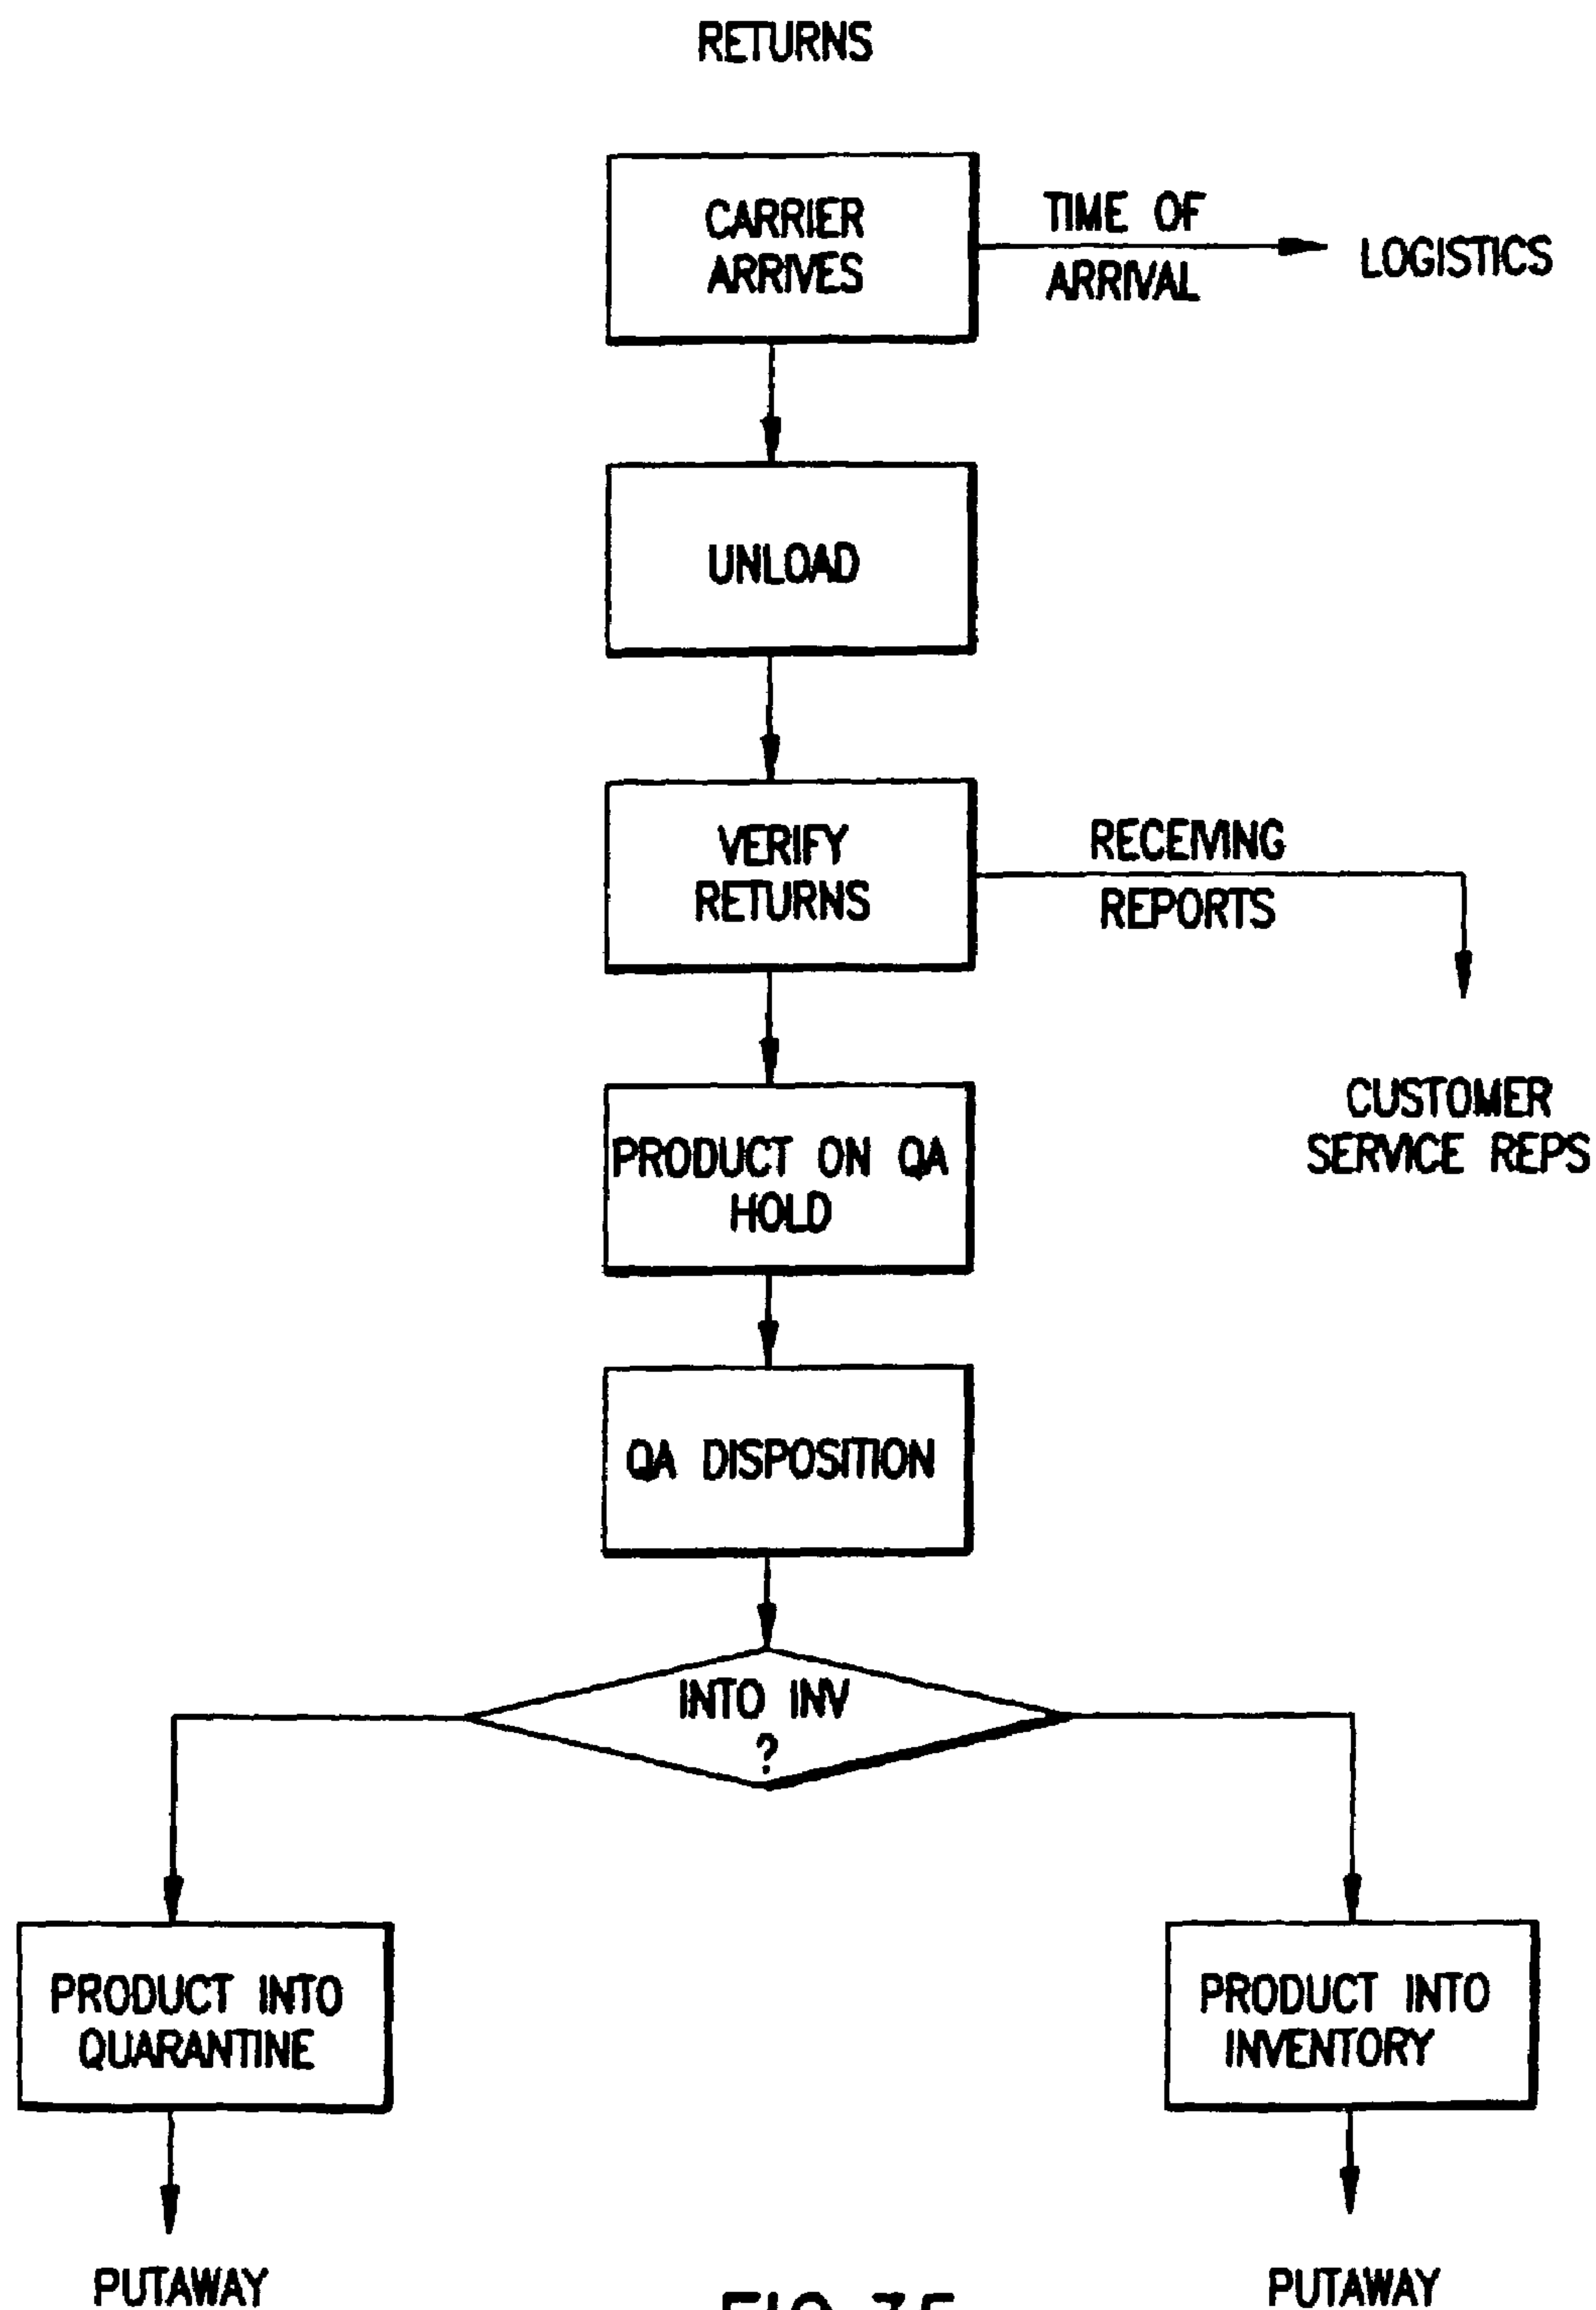 RETURNS
CARRIER
ARRIVES
TIME OF
ARRIVAL
LOGISTICS
UNLOAD
VERIFY
RETURNS
RECEIVING
REPORTS
CUSTOMER
SERVICE REPS
PRODUCT ON QA
HOLD
QA DISPOSITION
INTO INV
?
PRODUCT INTO
QUARANTINE
PRODUCT INTO
INVENTORY
PUTAWAY
PUTAWAY